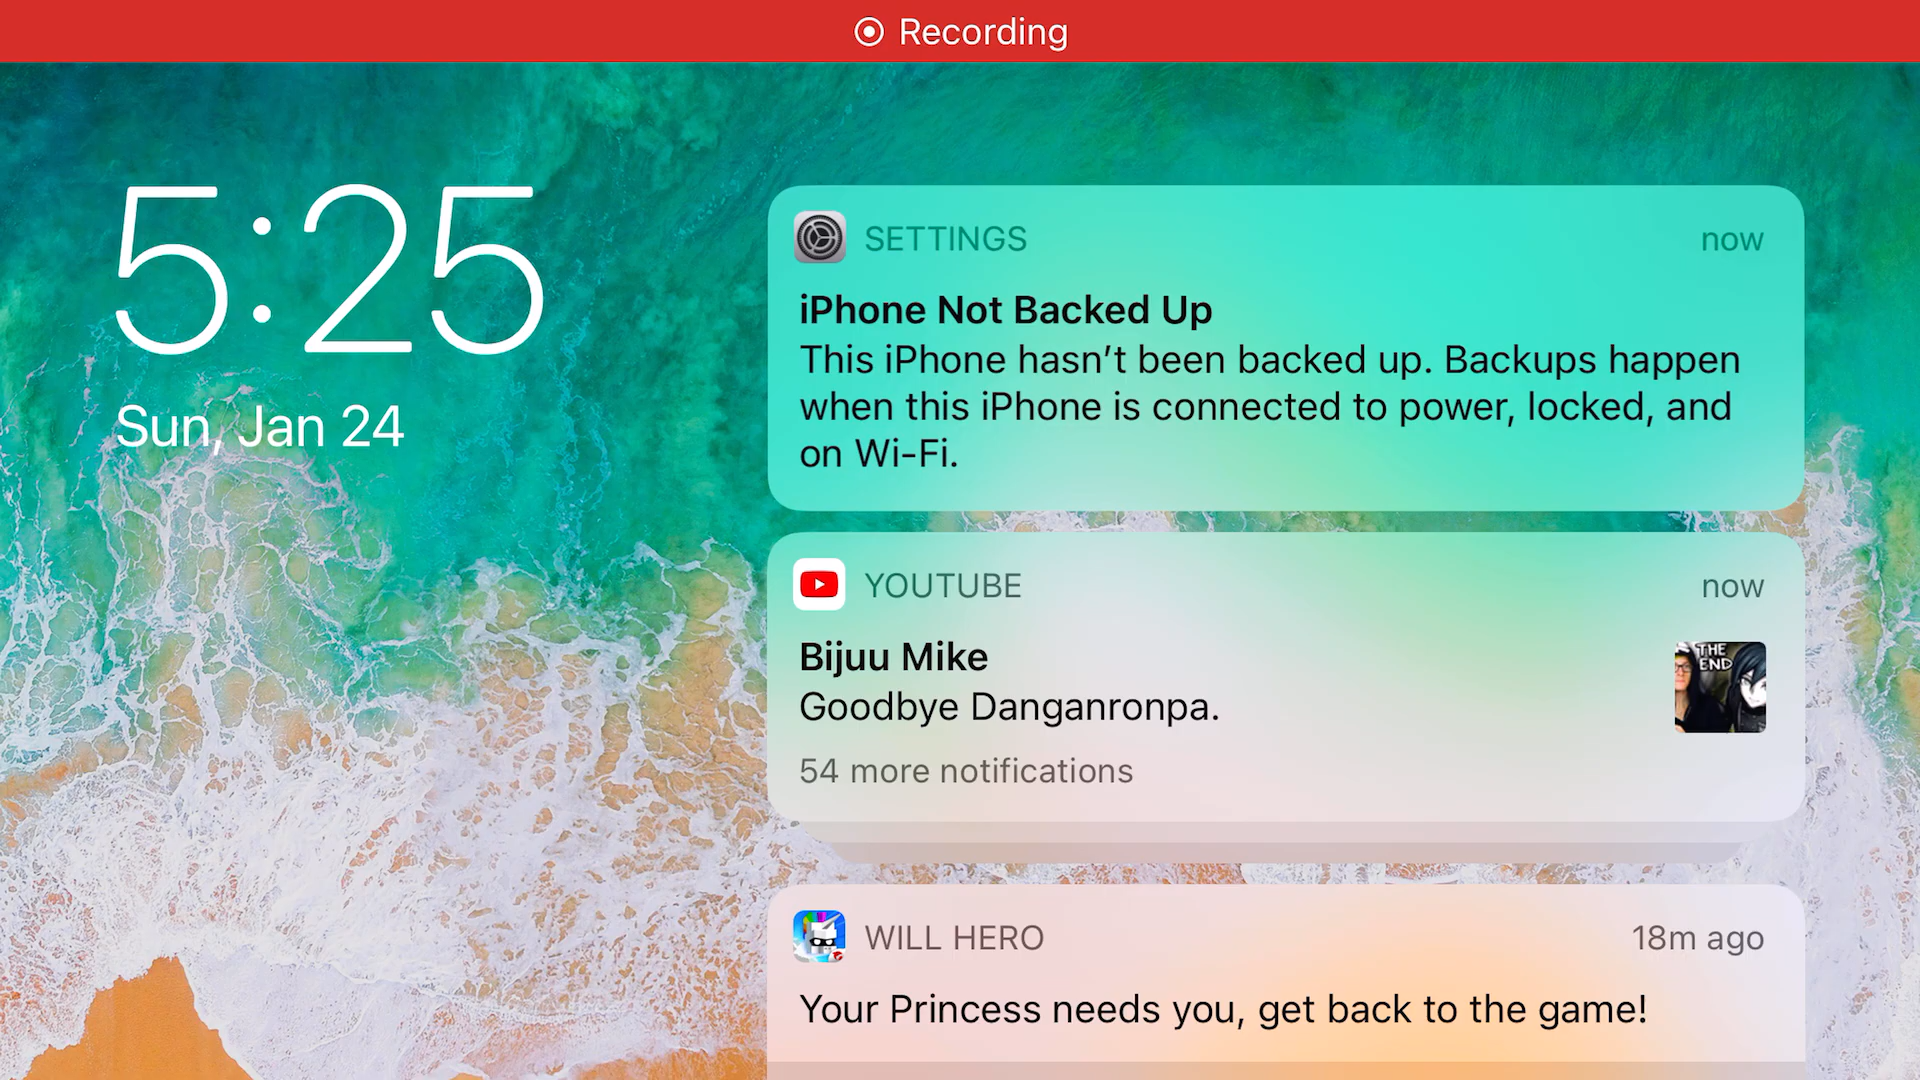 Recording
5:25
Sun, Jan 24
SETTINGS
now
iPhone Not Backed Up
This iPhone hasn’t been backed up. Backups happen
when this iPhone is connected to power, locked, and
on Wi-Fi.
YOUTUBE
now
Bijuu Mike
Goodbye Danganronpa.
THE
END
54 more notifications
WILL HERO
18m ago
Your Princess needs you, get back to the game!